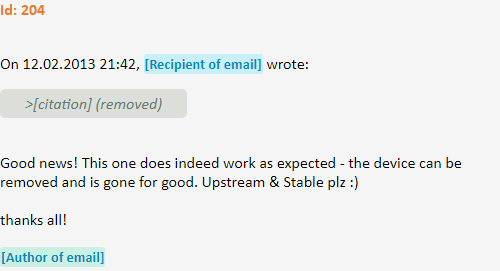 Id: 204
On 12.02.2013 21:42, [Recipient of email] wrote:
>[citation] (removed)
Good news! This one does indeed work as expected - the device can be
removed and is gone for good. Upstream & Stable plz :)
thanks all!
[Author of email]